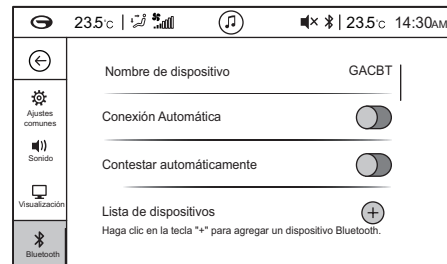 23.5°C 23.5°C 14:30AM
Nombre de dispositivo GACBT
Ajustes
comunes
Conexión Automática
Sonido
Contestar automáticamente
Visualización
Lista de dispositivos
Haga clic en la tecla "+" para agregar un dispositivo Bluetooth.
Bluetooth